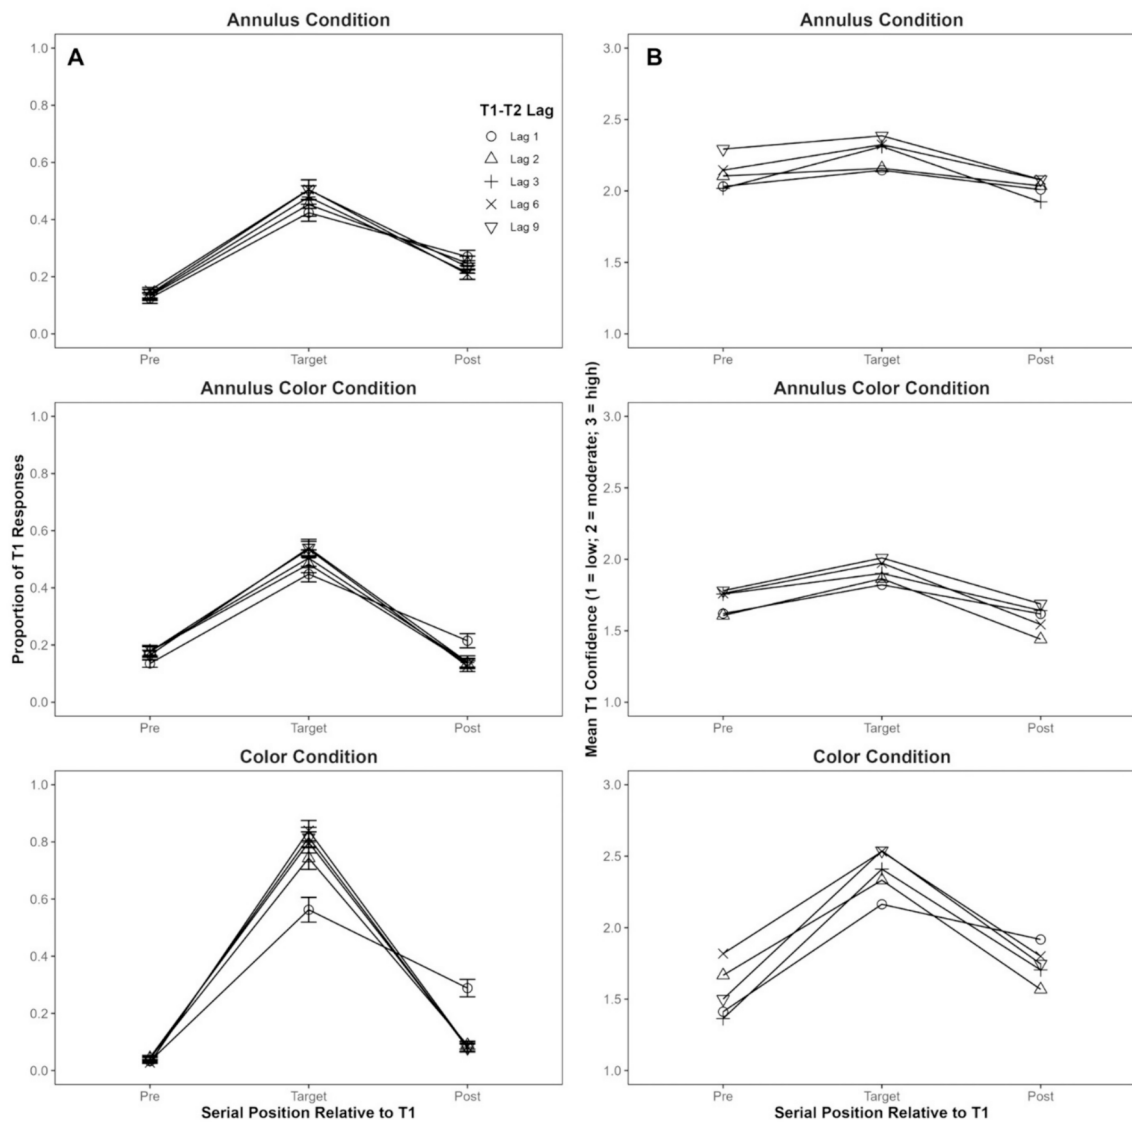 Annulus Condition
A
1.0
0.8
0.6
0.4
0.2
0.0
T1-T2 Lag
Lag 1
Lag 2
Lag 3
Lag 6
Lag 9
Pre Target Post
Annulus Condition
B
3.0
2.5
2.0
1.5
1.0
Pre Target Post
Annulus Color Condition
Proportion of T1 Responses
1.0
0.8
0.6
0.4
0.2
0.0
Pre Target Post
Annulus Color Condition
Mean T1 Confidence (1 = low; 2 = moderate; 3 = high)
3.0
2.5
2.0
1.5
1.0
Pre Target Post
Color Condition
1.0
0.8
0.6
0.4
0.2
0.0
Pre Target Post
Serial Position Relative to T1
Color Condition
3.0
2.5
2.0
1.5
1.0
Pre Target Post
Serial Position Relative to T1